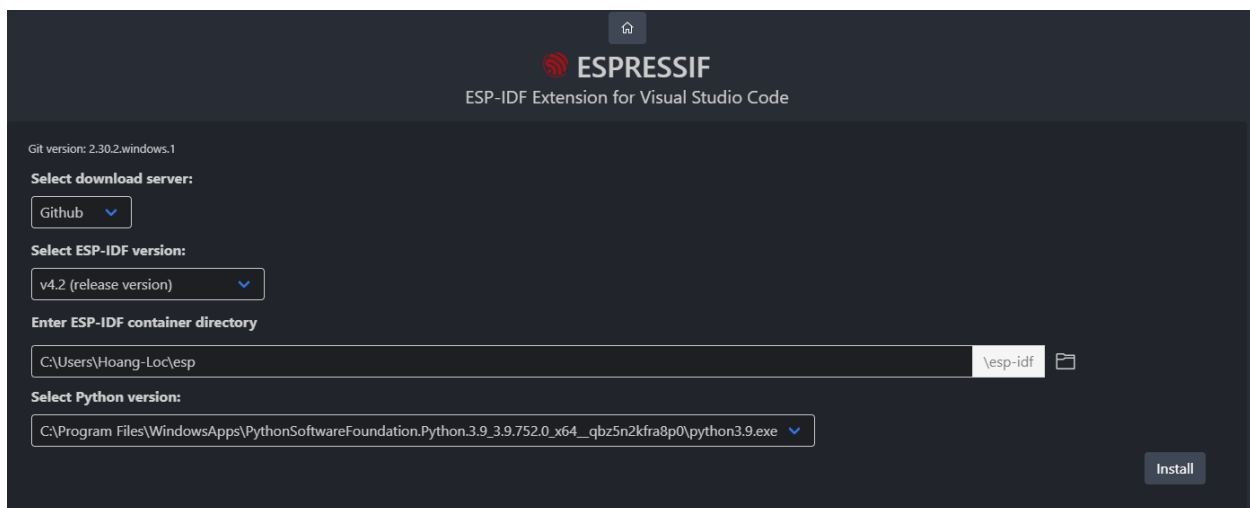 ESPRESSIF
ESP-IDF Extension for Visual Studio Code
Git version: 2.30.2.windows.1
Select download server:
Github
Select ESP-IDF version:
v4.2 (release version)
Enter ESP-IDF container directory
C:\Users\Hoang-Loc\esp \esp-idf
Select Python version:
C:\Program Files\WindowsApps\PythonSoftwareFoundation.Python.3.9_3.9.752.0_x64__qbz5n2kfra8p0\python3.9.exe
Install